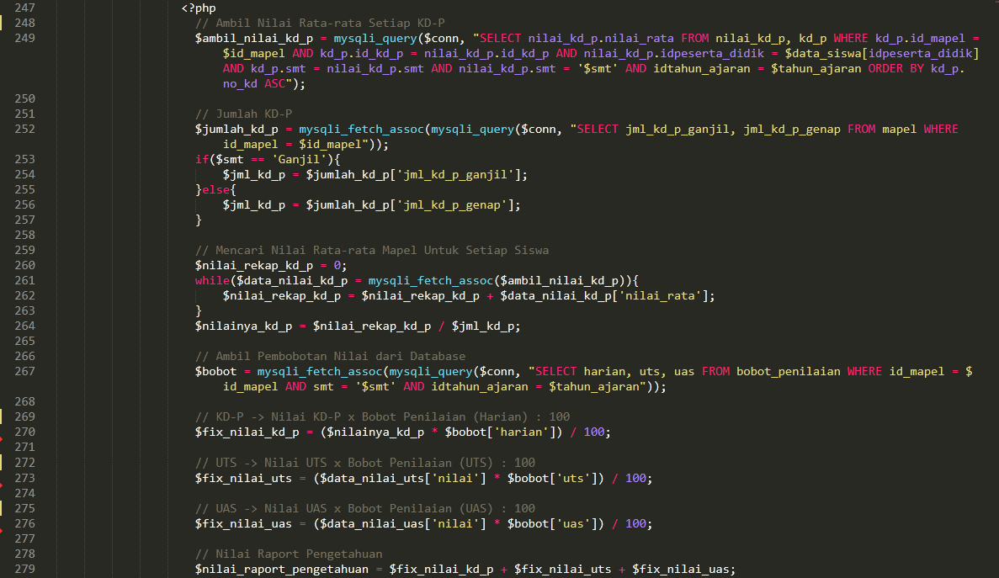 247 <?php
248 // Ambil Nilai Rata-rata Setiap KD-P
249 $ambil_nilai_kd_p = mysqli_query($conn, "SELECT nilai_kd_p.nilai_rata FROM nilai_kd_p, kd_p WHERE kd_p.id_mapel =
$id_mapel AND kd_p.id_kd_p = nilai_kd_p.id_kd_p AND nilai_kd_p.idpeserta_didik = $data_siswa[idpeserta_didik]
AND kd_p.smt = nilai_kd_p.smt AND nilai_kd_p.smt = '$smt' AND idtahun_ajaran = $tahun_ajaran ORDER BY kd_p.
no_kd ASC");
250
251 // Jumlah KD-P
252 $jumlah_kd_p = mysqli_fetch_assoc(mysqli_query($conn, "SELECT jml_kd_p_ganjil, jml_kd_p_genap FROM mapel WHERE
id_mapel = $id_mapel"));
253 if($smt == 'Ganjil'){
254 $jml_kd_p = $jumlah_kd_p['jml_kd_p_ganjil'];
255 }else{
256 $jml_kd_p = $jumlah_kd_p['jml_kd_p_genap'];
257 }
258
259 // Mencari Nilai Rata-rata Mapel Untuk Setiap Siswa
260 $nilai_rekap_kd_p = 0;
261 while($data_nilai_kd_p = mysqli_fetch_assoc($ambil_nilai_kd_p)){
262 $nilai_rekap_kd_p = $nilai_rekap_kd_p + $data_nilai_kd_p['nilai_rata'];
263 }
264 $nilainya_kd_p = $nilai_rekap_kd_p / $jml_kd_p;
265
266 // Ambil Pembobotan Nilai dari Database
267 $bobot = mysqli_fetch_assoc(mysqli_query($conn, "SELECT harian, uts, uas FROM bobot_penilaian WHERE id_mapel = $
id_mapel AND smt = '$smt' AND idtahun_ajaran = $tahun_ajaran"));
268
269 // KD-P -> Nilai KD-P x Bobot Penilaian (Harian) : 100
270 $fix_nilai_kd_p = ($nilainya_kd_p * $bobot['harian']) / 100;
271
272 // UTS -> Nilai UTS x Bobot Penilaian (UTS) : 100
273 $fix_nilai_uts = ($data_nilai_uts['nilai'] * $bobot['uts']) / 100;
274
275 // UAS -> Nilai UAS x Bobot Penilaian (UAS) : 100
276 $fix_nilai_uas = ($data_nilai_uas['nilai'] * $bobot['uas']) / 100;
277
278 // Nilai Raport Pengetahuan
279 $nilai_raport_pengetahuan = $fix_nilai_kd_p + $fix_nilai_uts + $fix_nilai_uas;